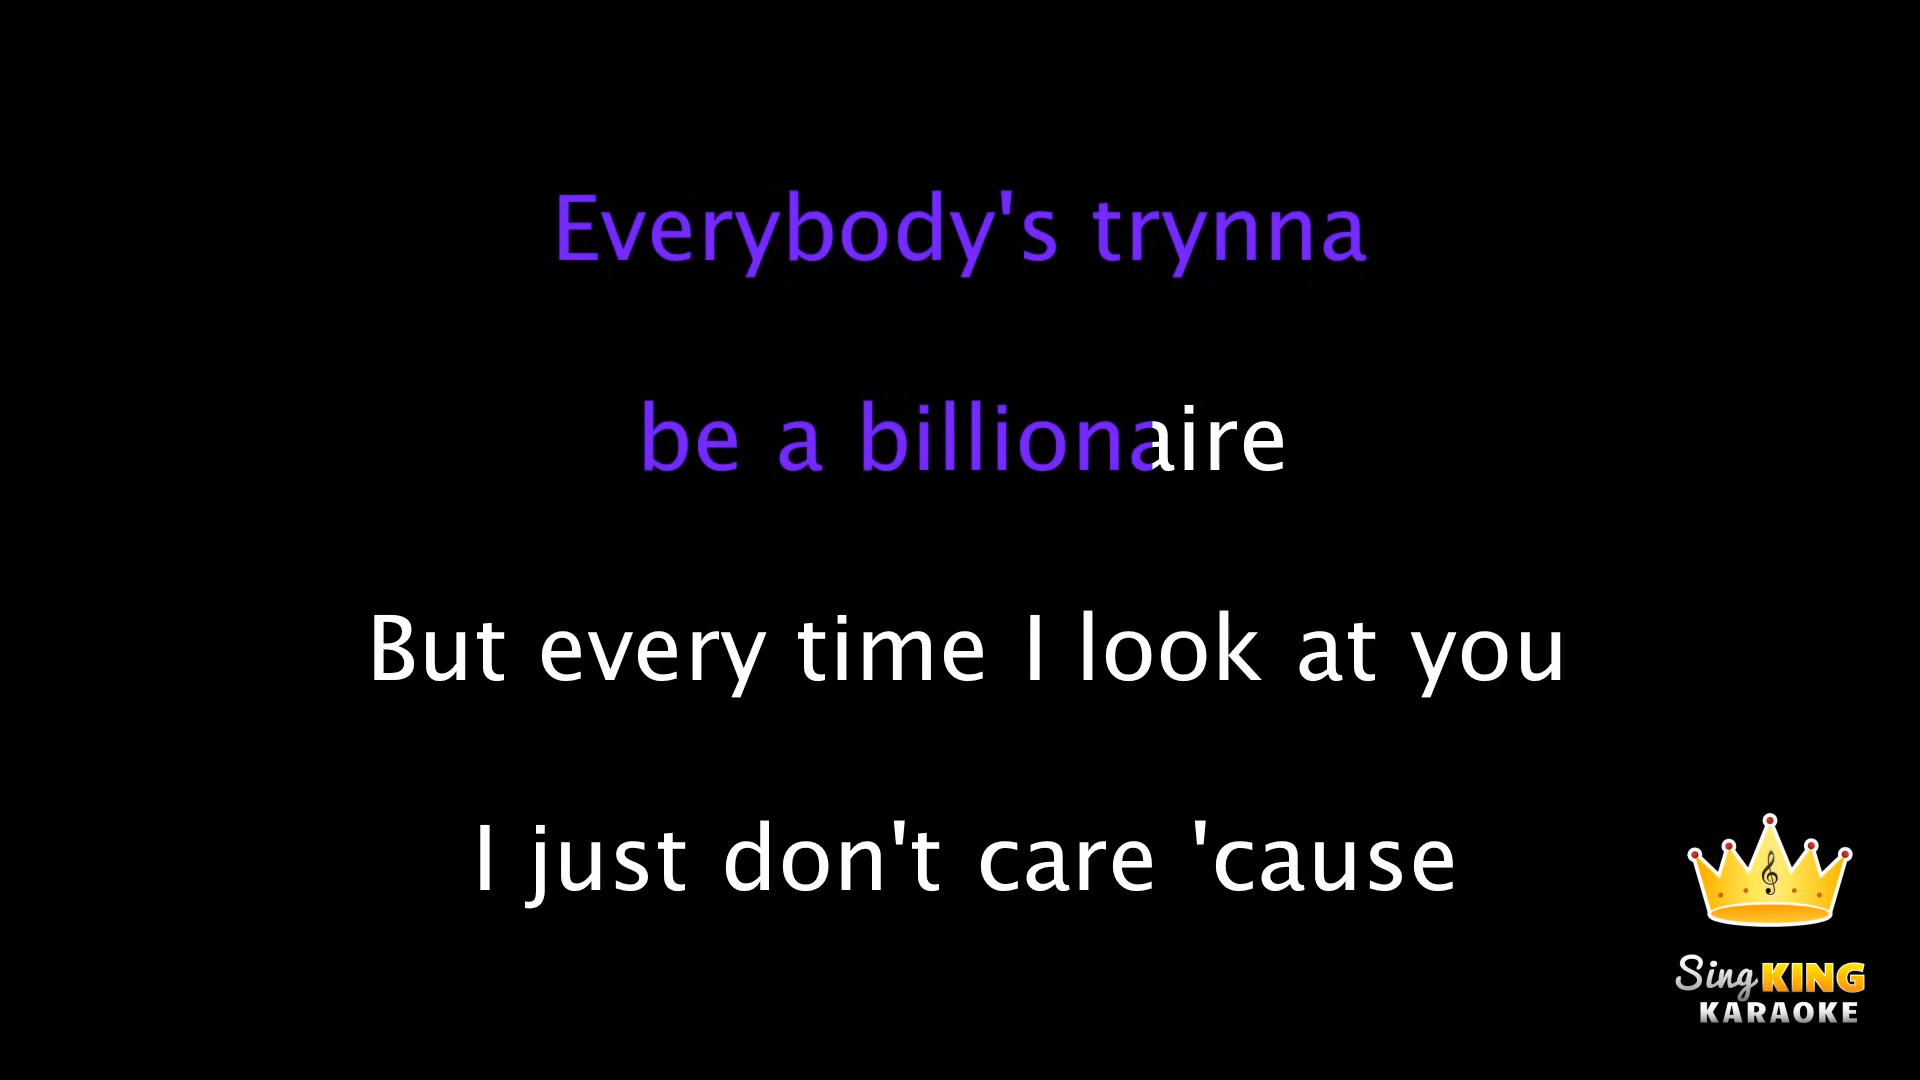 Everybody's trynna
be a billionaire
But every time I look at you
I just don't care 'cause
Sing KING
KARAOKE